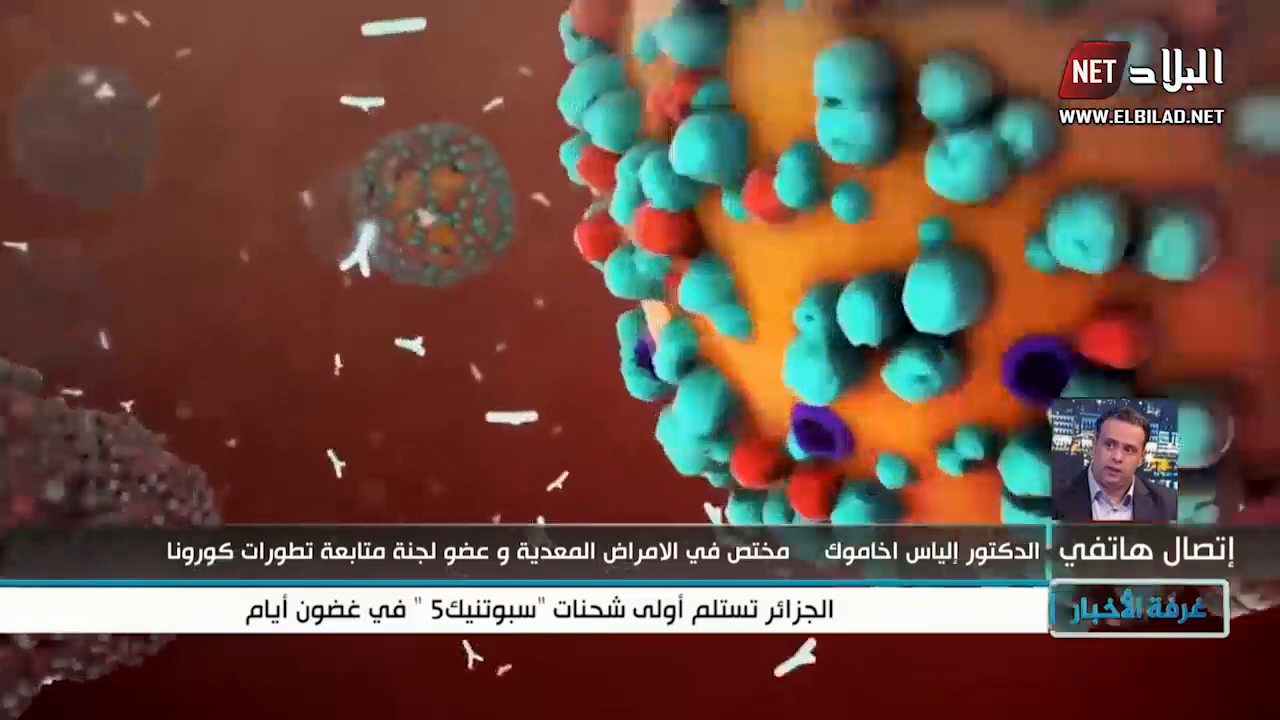 NET البلاد
WWW.ELBILAD.NET
إتصال هاتفي الدكتور إلياس اخاموك مختص في الامراض المعدية و عضو لجنة متابعة تطورات كورونا
غرفة الأخبار الجزائر تستلم أولى شحنات "سبوتنيك5 " في غضون أيام